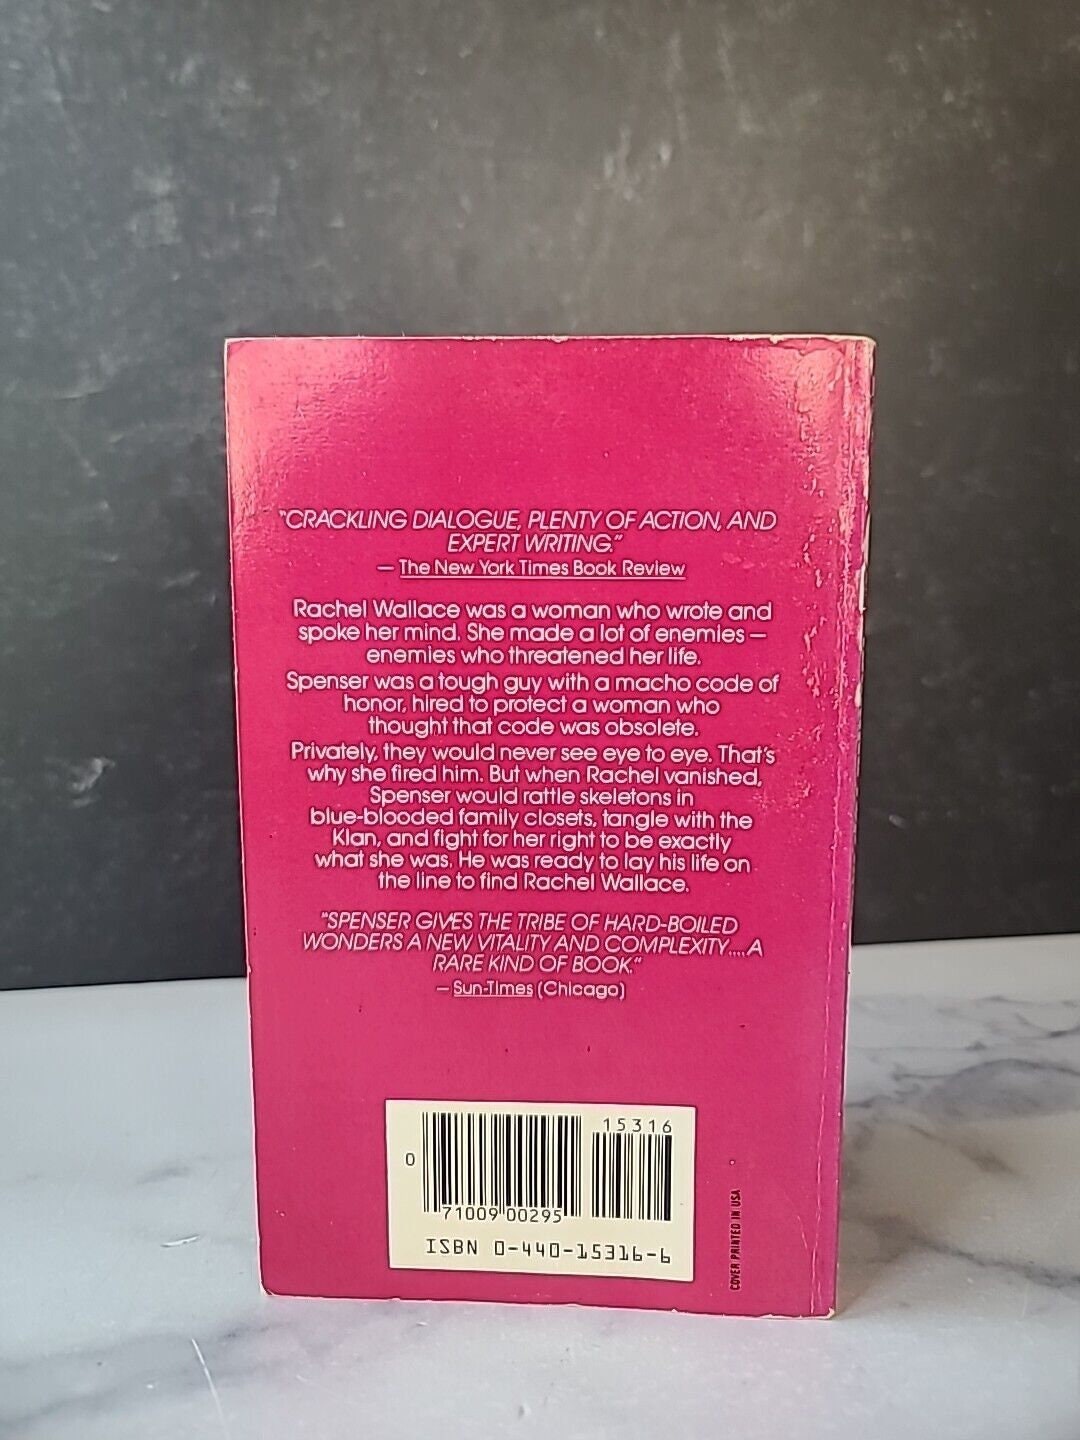 "CRACKLING DIALOGUE, PLENTY OF ACTION, AND
EXPERT WRITING."
— The New York Times Book Review
Rachel Wallace was a woman who wrote and
spoke her mind. She made a lot of enemies —
enemies who threatened her life.
Spenser was a tough guy with a macho code of
honor, hired to protect a woman who
thought that code was obsolete.
Privately, they would never see eye to eye. That's
why she fired him. But when Rachel vanished,
Spenser would rattle skeletons in
blue-blooded family closets, tangle with the
Klan, and fight for her right to be exactly
what she was. He was ready to lay his life on
the line to find Rachel Wallace.
"SPENSER GIVES THE TRIBE OF HARD-BOILED
WONDERS A NEW VITALITY AND COMPLEXITY....A
RARE KIND OF BOOK."
— Sun-Times (Chicago)
15316
0
71009 00295
ISBN 0-440-15316-6
COVER PRINTED IN USA